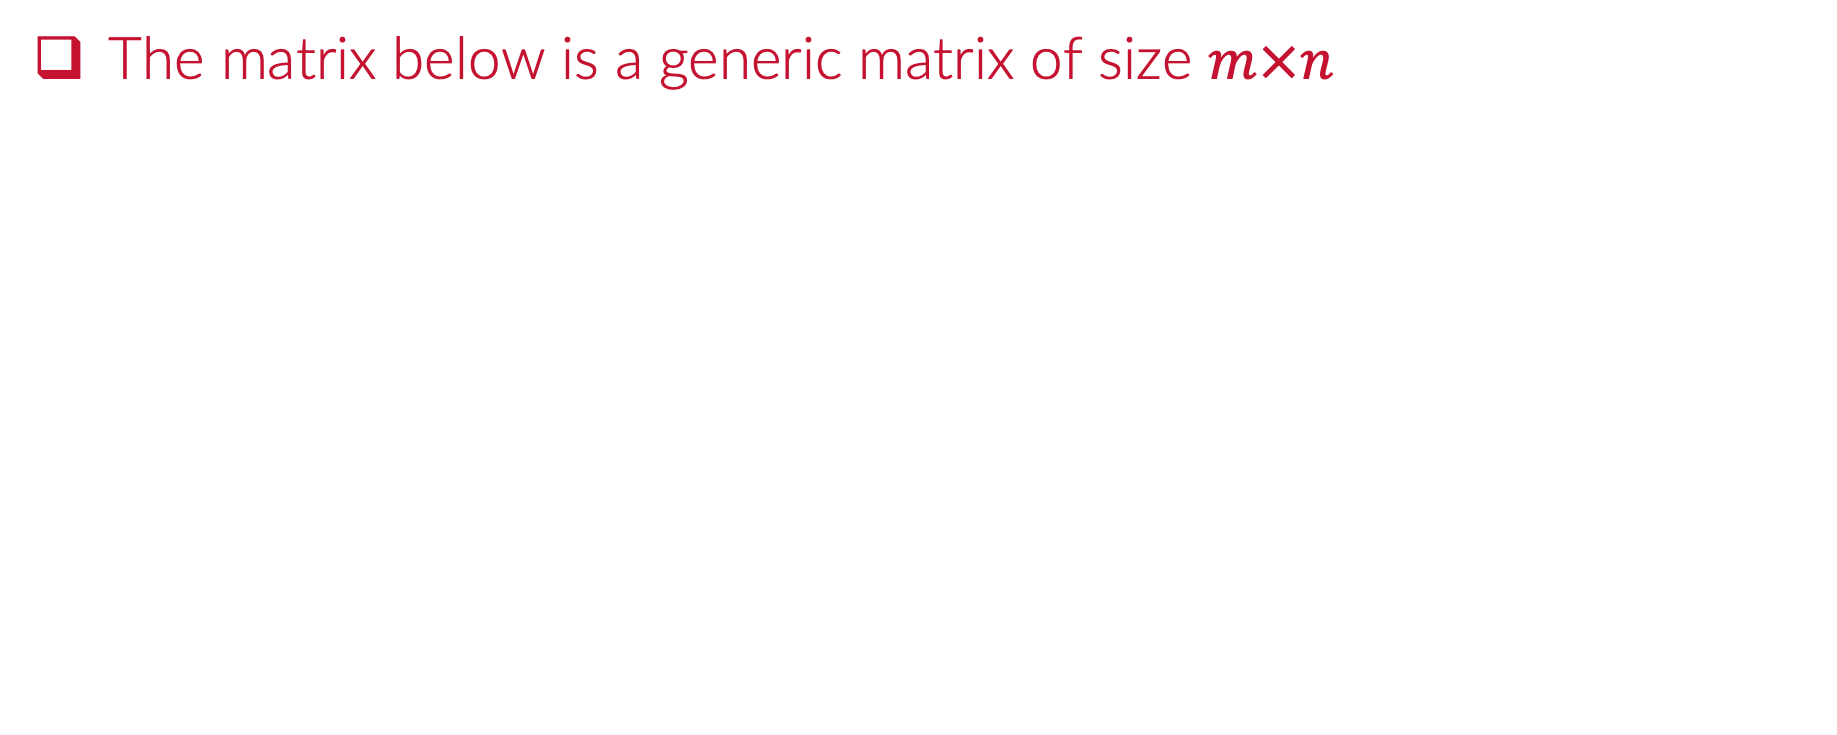 ❑ The matrix below is a generic matrix of size m×n